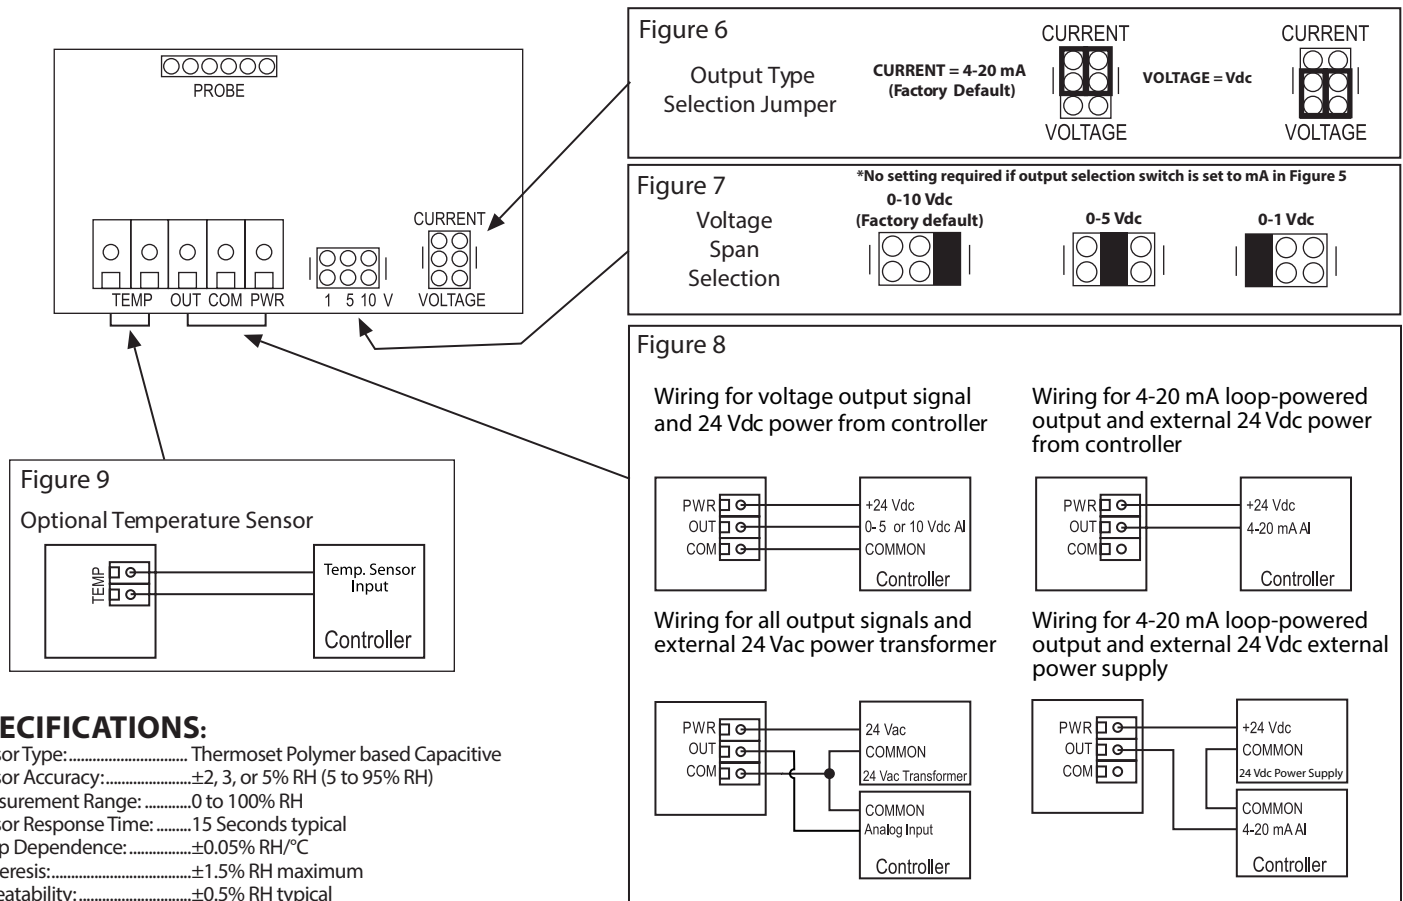 PROBE
CURRENT
TEMP OUT COM PWR
1 5 10 V
VOLTAGE
Figure 6
Output Type
Selection Jumper
CURRENT = 4-20 mA
(Factory Default)
CURRENT
VOLTAGE
VOLTAGE = Vdc
CURRENT
VOLTAGE
Figure 7
*No setting required if output selection switch is set to mA in Figure 5
Voltage
Span
Selection
0-10 Vdc
(Factory default)
0-5 Vdc
0-1 Vdc
Figure 8
Wiring for voltage output signal
and 24 Vdc power from controller
PWR
OUT
COM
+24 Vdc
0-5 or 10 Vdc AI
COMMON
Controller
Wiring for 4-20 mA loop-powered
output and external 24 Vdc power
from controller
PWR
OUT
COM
+24 Vdc
4-20 mA AI
Controller
Wiring for all output signals and
external 24 Vac power transformer
PWR
OUT
COM
24 Vac
COMMON
24 Vac Transformer
COMMON
Analog Input
Controller
Wiring for 4-20 mA loop-powered
output and external 24 Vdc external
power supply
PWR
OUT
COM
+24 Vdc
COMMON
24 Vdc Power Supply
COMMON
4-20 mA AI
Controller
Figure 9
Optional Temperature Sensor
TEMP
Temp. Sensor
Input
Controller
ECIFICATIONS:
sor Type:............................... Thermoset Polymer based Capacitive
sor Accuracy:......................±2, 3, or 5% RH (5 to 95% RH)
surement Range: ............0 to 100% RH
sor Response Time: .........15 Seconds typical
p Dependence: ................±0.05% RH/°C
eresis:.....................................±1.5% RH maximum
eatability:.............................±0.5% RH typical